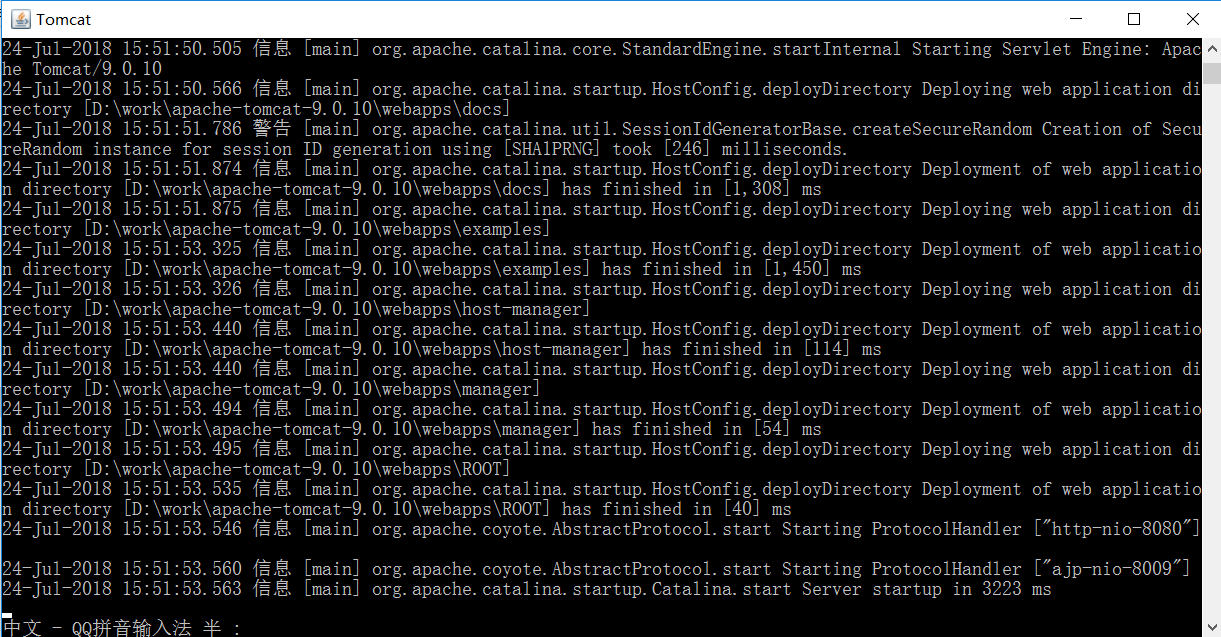 Tomcat
24-Jul-2018 15:51:50.505 信息 [main] org.apache.catalina.core.StandardEngine.startInternal Starting Servlet Engine: Apac
he Tomcat/9.0.10
24-Jul-2018 15:51:50.566 信息 [main] org.apache.catalina.startup.HostConfig.deployDirectory Deploying web application di
rectory [D:\work\apache-tomcat-9.0.10\webapps\docs]
24-Jul-2018 15:51:51.786 警告 [main] org.apache.catalina.util.SessionIdGeneratorBase.createSecureRandom Creation of Secu
reRandom instance for session ID generation using [SHA1PRNG] took [246] milliseconds.
24-Jul-2018 15:51:51.874 信息 [main] org.apache.catalina.startup.HostConfig.deployDirectory Deployment of web applicatio
n directory [D:\work\apache-tomcat-9.0.10\webapps\docs] has finished in [1,308] ms
24-Jul-2018 15:51:51.875 信息 [main] org.apache.catalina.startup.HostConfig.deployDirectory Deploying web application di
rectory [D:\work\apache-tomcat-9.0.10\webapps\examples]
24-Jul-2018 15:51:53.325 信息 [main] org.apache.catalina.startup.HostConfig.deployDirectory Deployment of web applicatio
n directory [D:\work\apache-tomcat-9.0.10\webapps\examples] has finished in [1,450] ms
24-Jul-2018 15:51:53.326 信息 [main] org.apache.catalina.startup.HostConfig.deployDirectory Deploying web application di
rectory [D:\work\apache-tomcat-9.0.10\webapps\host-manager]
24-Jul-2018 15:51:53.440 信息 [main] org.apache.catalina.startup.HostConfig.deployDirectory Deployment of web applicatio
n directory [D:\work\apache-tomcat-9.0.10\webapps\host-manager] has finished in [114] ms
24-Jul-2018 15:51:53.440 信息 [main] org.apache.catalina.startup.HostConfig.deployDirectory Deploying web application di
rectory [D:\work\apache-tomcat-9.0.10\webapps\manager]
24-Jul-2018 15:51:53.494 信息 [main] org.apache.catalina.startup.HostConfig.deployDirectory Deployment of web applicatio
n directory [D:\work\apache-tomcat-9.0.10\webapps\manager] has finished in [54] ms
24-Jul-2018 15:51:53.495 信息 [main] org.apache.catalina.startup.HostConfig.deployDirectory Deploying web application di
rectory [D:\work\apache-tomcat-9.0.10\webapps\ROOT]
24-Jul-2018 15:51:53.535 信息 [main] org.apache.catalina.startup.HostConfig.deployDirectory Deployment of web applicatio
n directory [D:\work\apache-tomcat-9.0.10\webapps\ROOT] has finished in [40] ms
24-Jul-2018 15:51:53.546 信息 [main] org.apache.coyote.AbstractProtocol.start Starting ProtocolHandler ["http-nio-8080"]
24-Jul-2018 15:51:53.560 信息 [main] org.apache.coyote.AbstractProtocol.start Starting ProtocolHandler ["ajp-nio-8009"]
24-Jul-2018 15:51:53.563 信息 [main] org.apache.catalina.startup.Catalina.start Server startup in 3223 ms
中文 - QQ拼音输入法 半 :